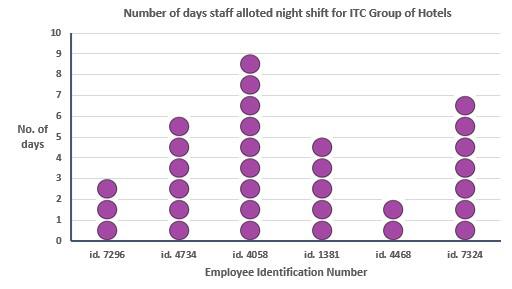 Number of days staff alloted night shift for ITC Group of Hotels
10
9
8
7
6
5
4
3
2
1
0
No. of
days
id. 7296 id. 4734 id. 4058 id. 1381 id. 4468 id. 7324
Employee Identification Number